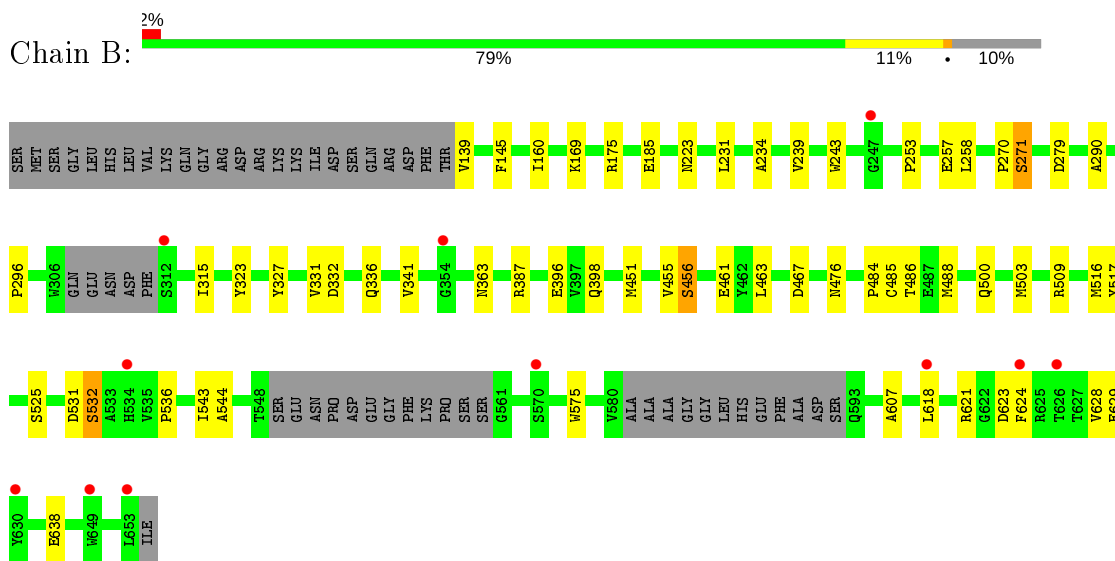 2%
Chain B:
79% 11% • 10%
SER MET SER GLY LEU HIS LEU VAL LYS GLN GLY ARG ASP ARG LYS LYS ILE ASP SER GLN ARG ASP PHE THR V139 F145 I160 K169 R175 E185 N223 L231 A234 V239 W243 G247 P253 E257 L258 P270 S271 D279 A290
P296 W306 GLN GLU ASN ASP PHE S312 I315 Y323 Y327 V331 D332 Q336 V341 G354 N363 R387 E396 V397 Q398 M451 V455 S456 E461 Y462 L463 D467 N476 P484 C485 T486 E487 M488 Q500 M503 R509 M516
S525 D531 S532 A533 H534 V535 P536 I543 A544 T548 SER GLU ASN PRO ASP GLU GLY PHE LYS PRO SER SER G561 S570 W575 V580 ALA ALA ALA GLY GLY LEU HIS GLU PHE ALA ASP SER Q593 A607 L618 R621 G622 D623 F624 R625 T626 T627 V628
Y630 E638 W649 L653 ILE